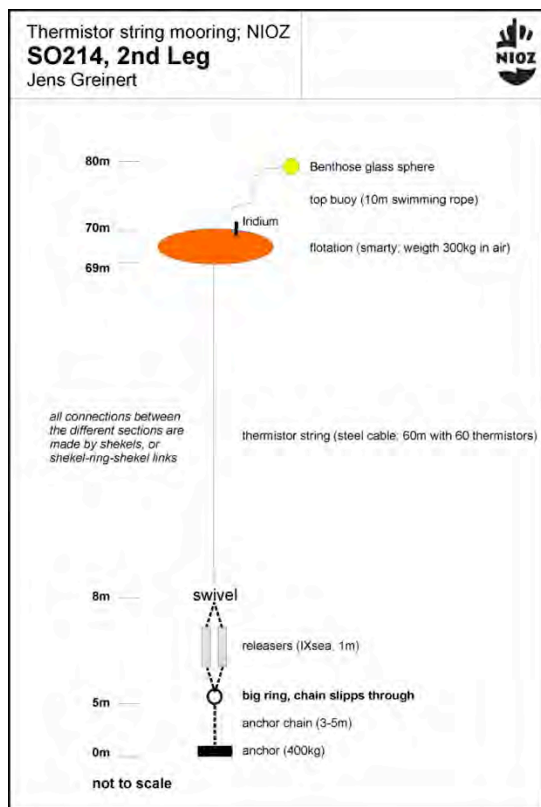 Thermistor string mooring; NIOZ
SO214, 2nd Leg
Jens Greinert
NIOZ
80m
Benthose glass sphere
top buoy (10m swimming rope)
Iridium
70m
flotation (smarty; weigth 300kg in air)
69m
all connections between
the different sections are
made by shekels, or
shekel-ring-shekel links
thermistor string (steel cable; 60m with 60 thermistors)
8m
swivel
releasers (IXsea, 1m)
5m
big ring, chain slipps through
anchor chain (3-5m)
0m
anchor (400kg)
not to scale